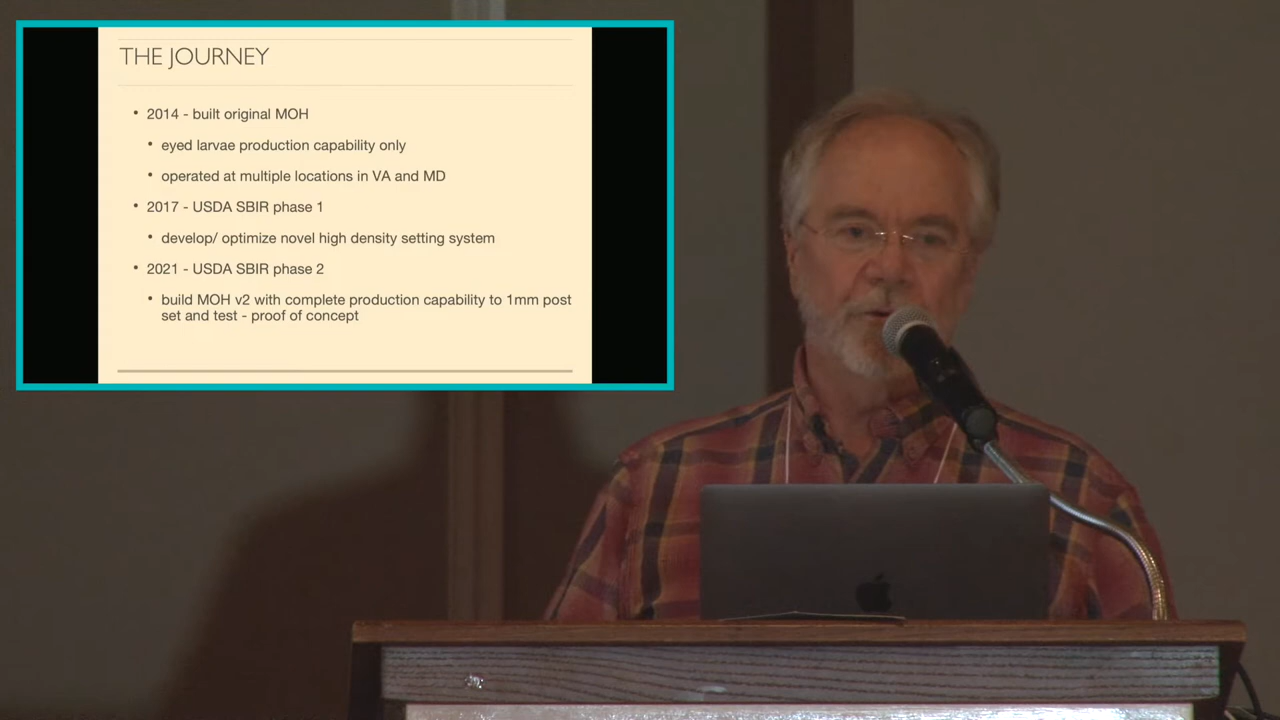 THE JOURNEY
• 2014 - built original MOH
• eyed larvae production capability only
• operated at multiple locations in VA and MD
• 2017 - USDA SBIR phase 1
• develop/ optimize novel high density setting system
• 2021 - USDA SBIR phase 2
• build MOH v2 with complete production capability to 1mm post
set and test - proof of concept